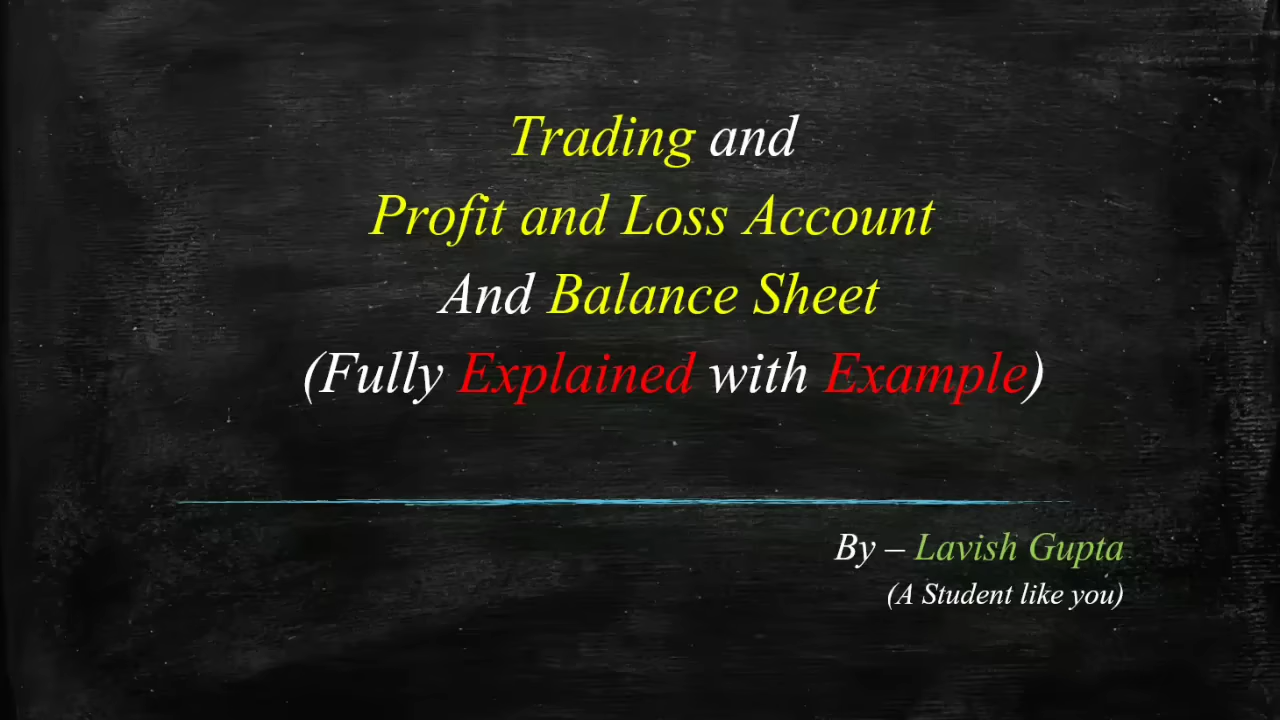 Trading and
Profit and Loss Account
And Balance Sheet
(Fully Explained with Example)
By – Lavish Gupta
(A Student like you)